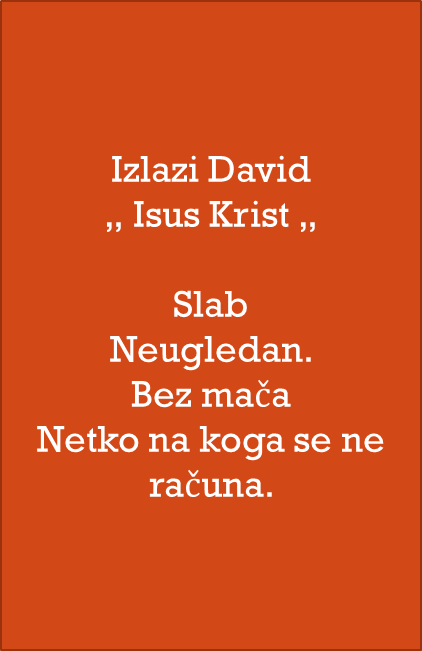 Izlazi David
,, Isus Krist ,,
Slab
Neugledan.
Bez mača
Netko na koga se ne
računa.